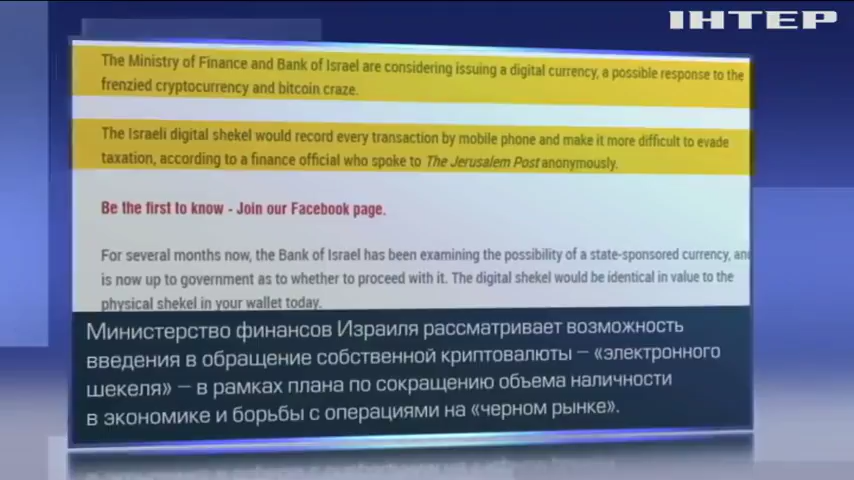 ІНТЕР
The Ministry of Finance and Bank of Israel are considering issuing a digital currency, a possible response to the
frenzied cryptocurrency and bitcoin craze.
The Israeli digital shekel would record every transaction by mobile phone and make it more difficult to evade
taxation, according to a finance official who spoke to The Jerusalem Post anonymously.
Be the first to know - Join our Facebook page.
For several months now, the Bank of Israel has been examining the possibility of a state-sponsored currency, and
is now up to government as to whether to proceed with it. The digital shekel would be identical in value to the
physical shekel in your wallet today.
Министерство финансов Израиля рассматривает возможность
введения в обращение собственной криптовалюты – «электронного
шекеля» – в рамках плана по сокращению объема наличности
в экономике и борьбы с операциями на «черном рынке».